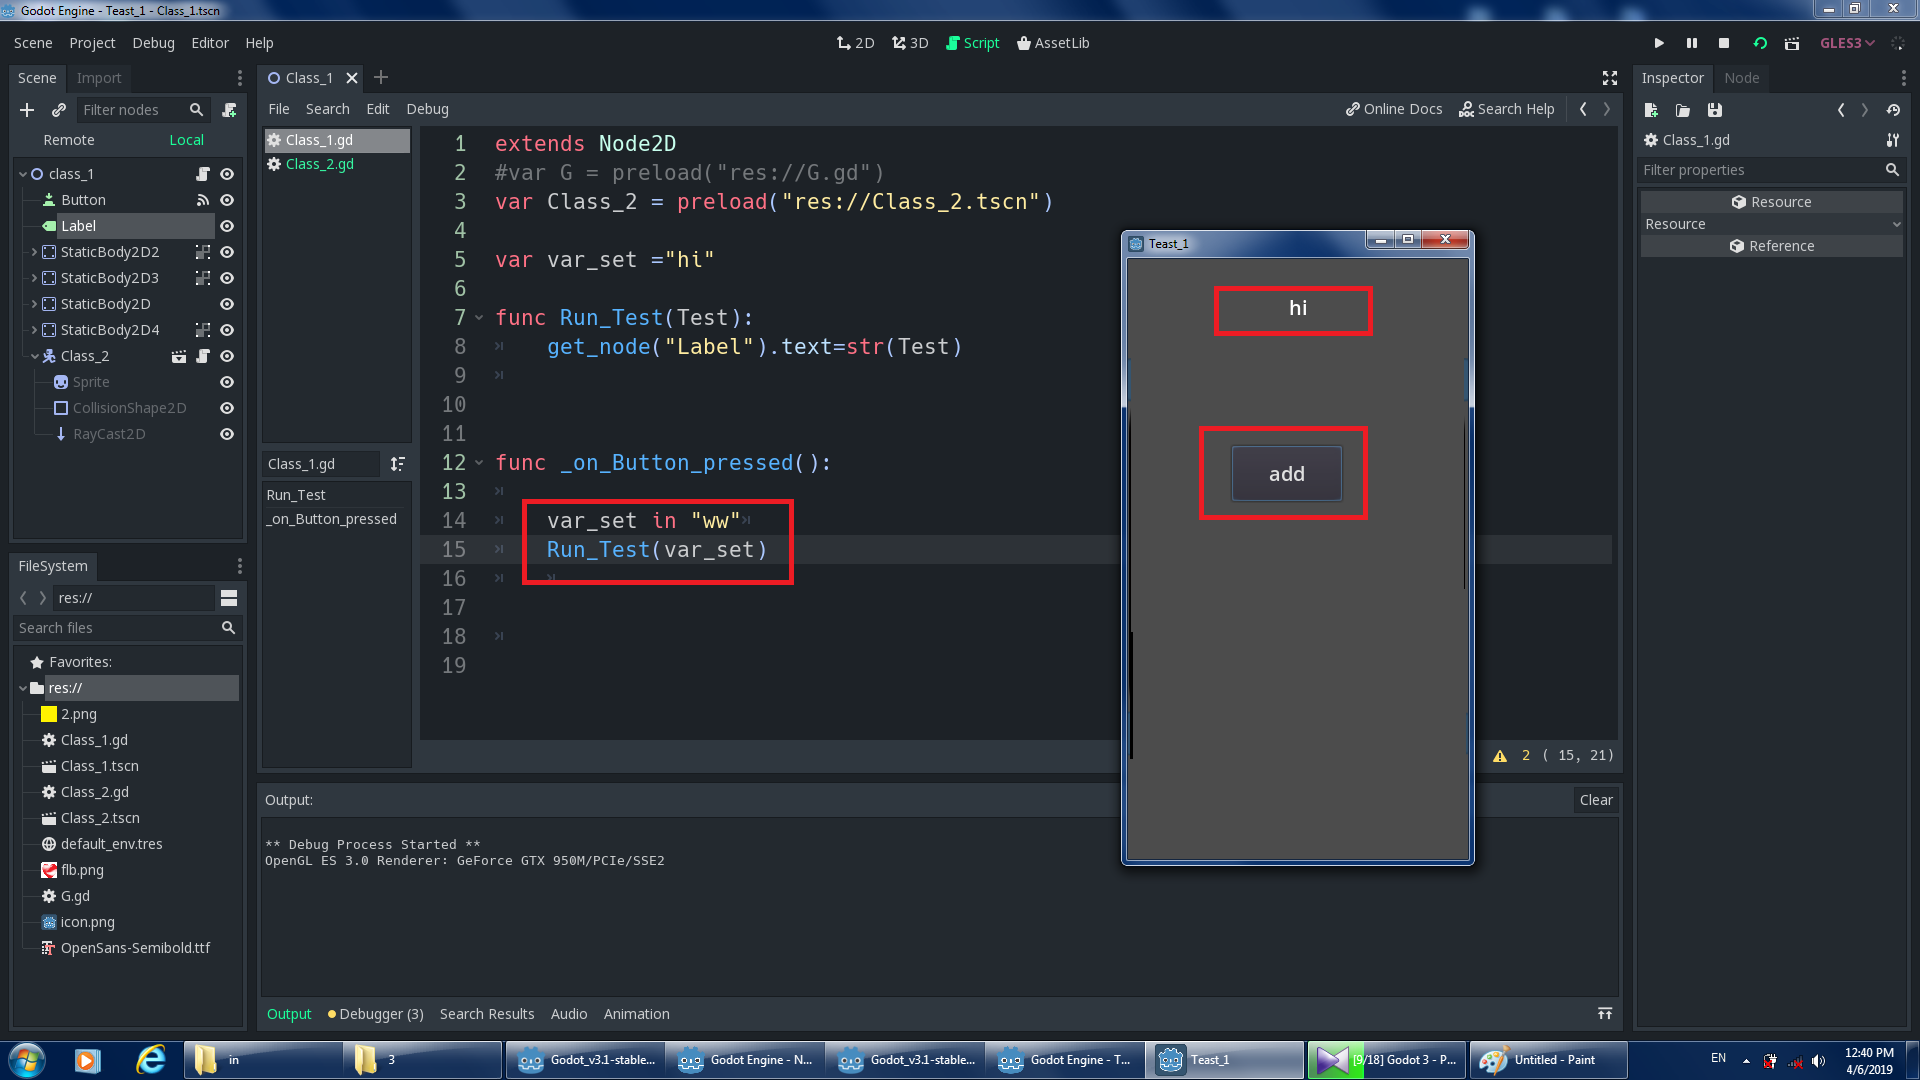 Godot Engine - Teast_1 - Class_1.tscn
Scene Project Debug Editor Help
2D 3D Script AssetLib
GLES3
Scene Import
Filter nodes
Remote Local
class_1
Button
Label
StaticBody2D2
StaticBody2D3
StaticBody2D
StaticBody2D4
Class_2
Sprite
CollisionShape2D
RayCast2D
FileSystem
res://
Search files
Favorites:
res://
2.png
Class_1.gd
Class_1.tscn
Class_2.gd
Class_2.tscn
default_env.tres
flb.png
G.gd
icon.png
OpenSans-Semibold.ttf
Class_1
File Search Edit Debug
Online Docs Search Help
Class_1.gd
Class_2.gd
Class_1.gd
Run_Test
_on_Button_pressed
1 extends Node2D
2 #var G = preload("res://G.gd")
3 var Class_2 = preload("res://Class_2.tscn")
4
5 var var_set ="hi"
6
7 func Run_Test(Test):
8 get_node("Label").text=str(Test)
9
10
11
12 func _on_Button_pressed():
13
14 var_set in "ww"
15 Run_Test(var_set)
16
17
18
19
2 ( 15, 21)
Teast_1
hi
add
Output:
Clear
** Debug Process Started **
OpenGL ES 3.0 Renderer: GeForce GTX 950M/PCIe/SSE2
Output Debugger (3) Search Results Audio Animation
Inspector Node
Class_1.gd
Filter properties
Resource
Resource
Reference
in
3
Godot_v3.1-stable...
Godot Engine - N...
Godot_v3.1-stable...
Godot Engine - T...
Teast_1
[9/18] Godot 3 - P...
Untitled - Paint
EN
12:40 PM
4/6/2019